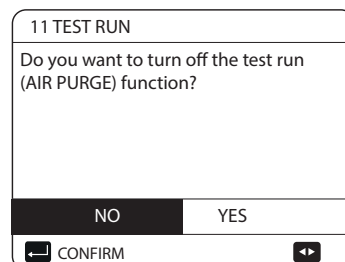 11 TEST RUN
Do you want to turn off the test run
(AIR PURGE) function?
NO YES
CONFIRM